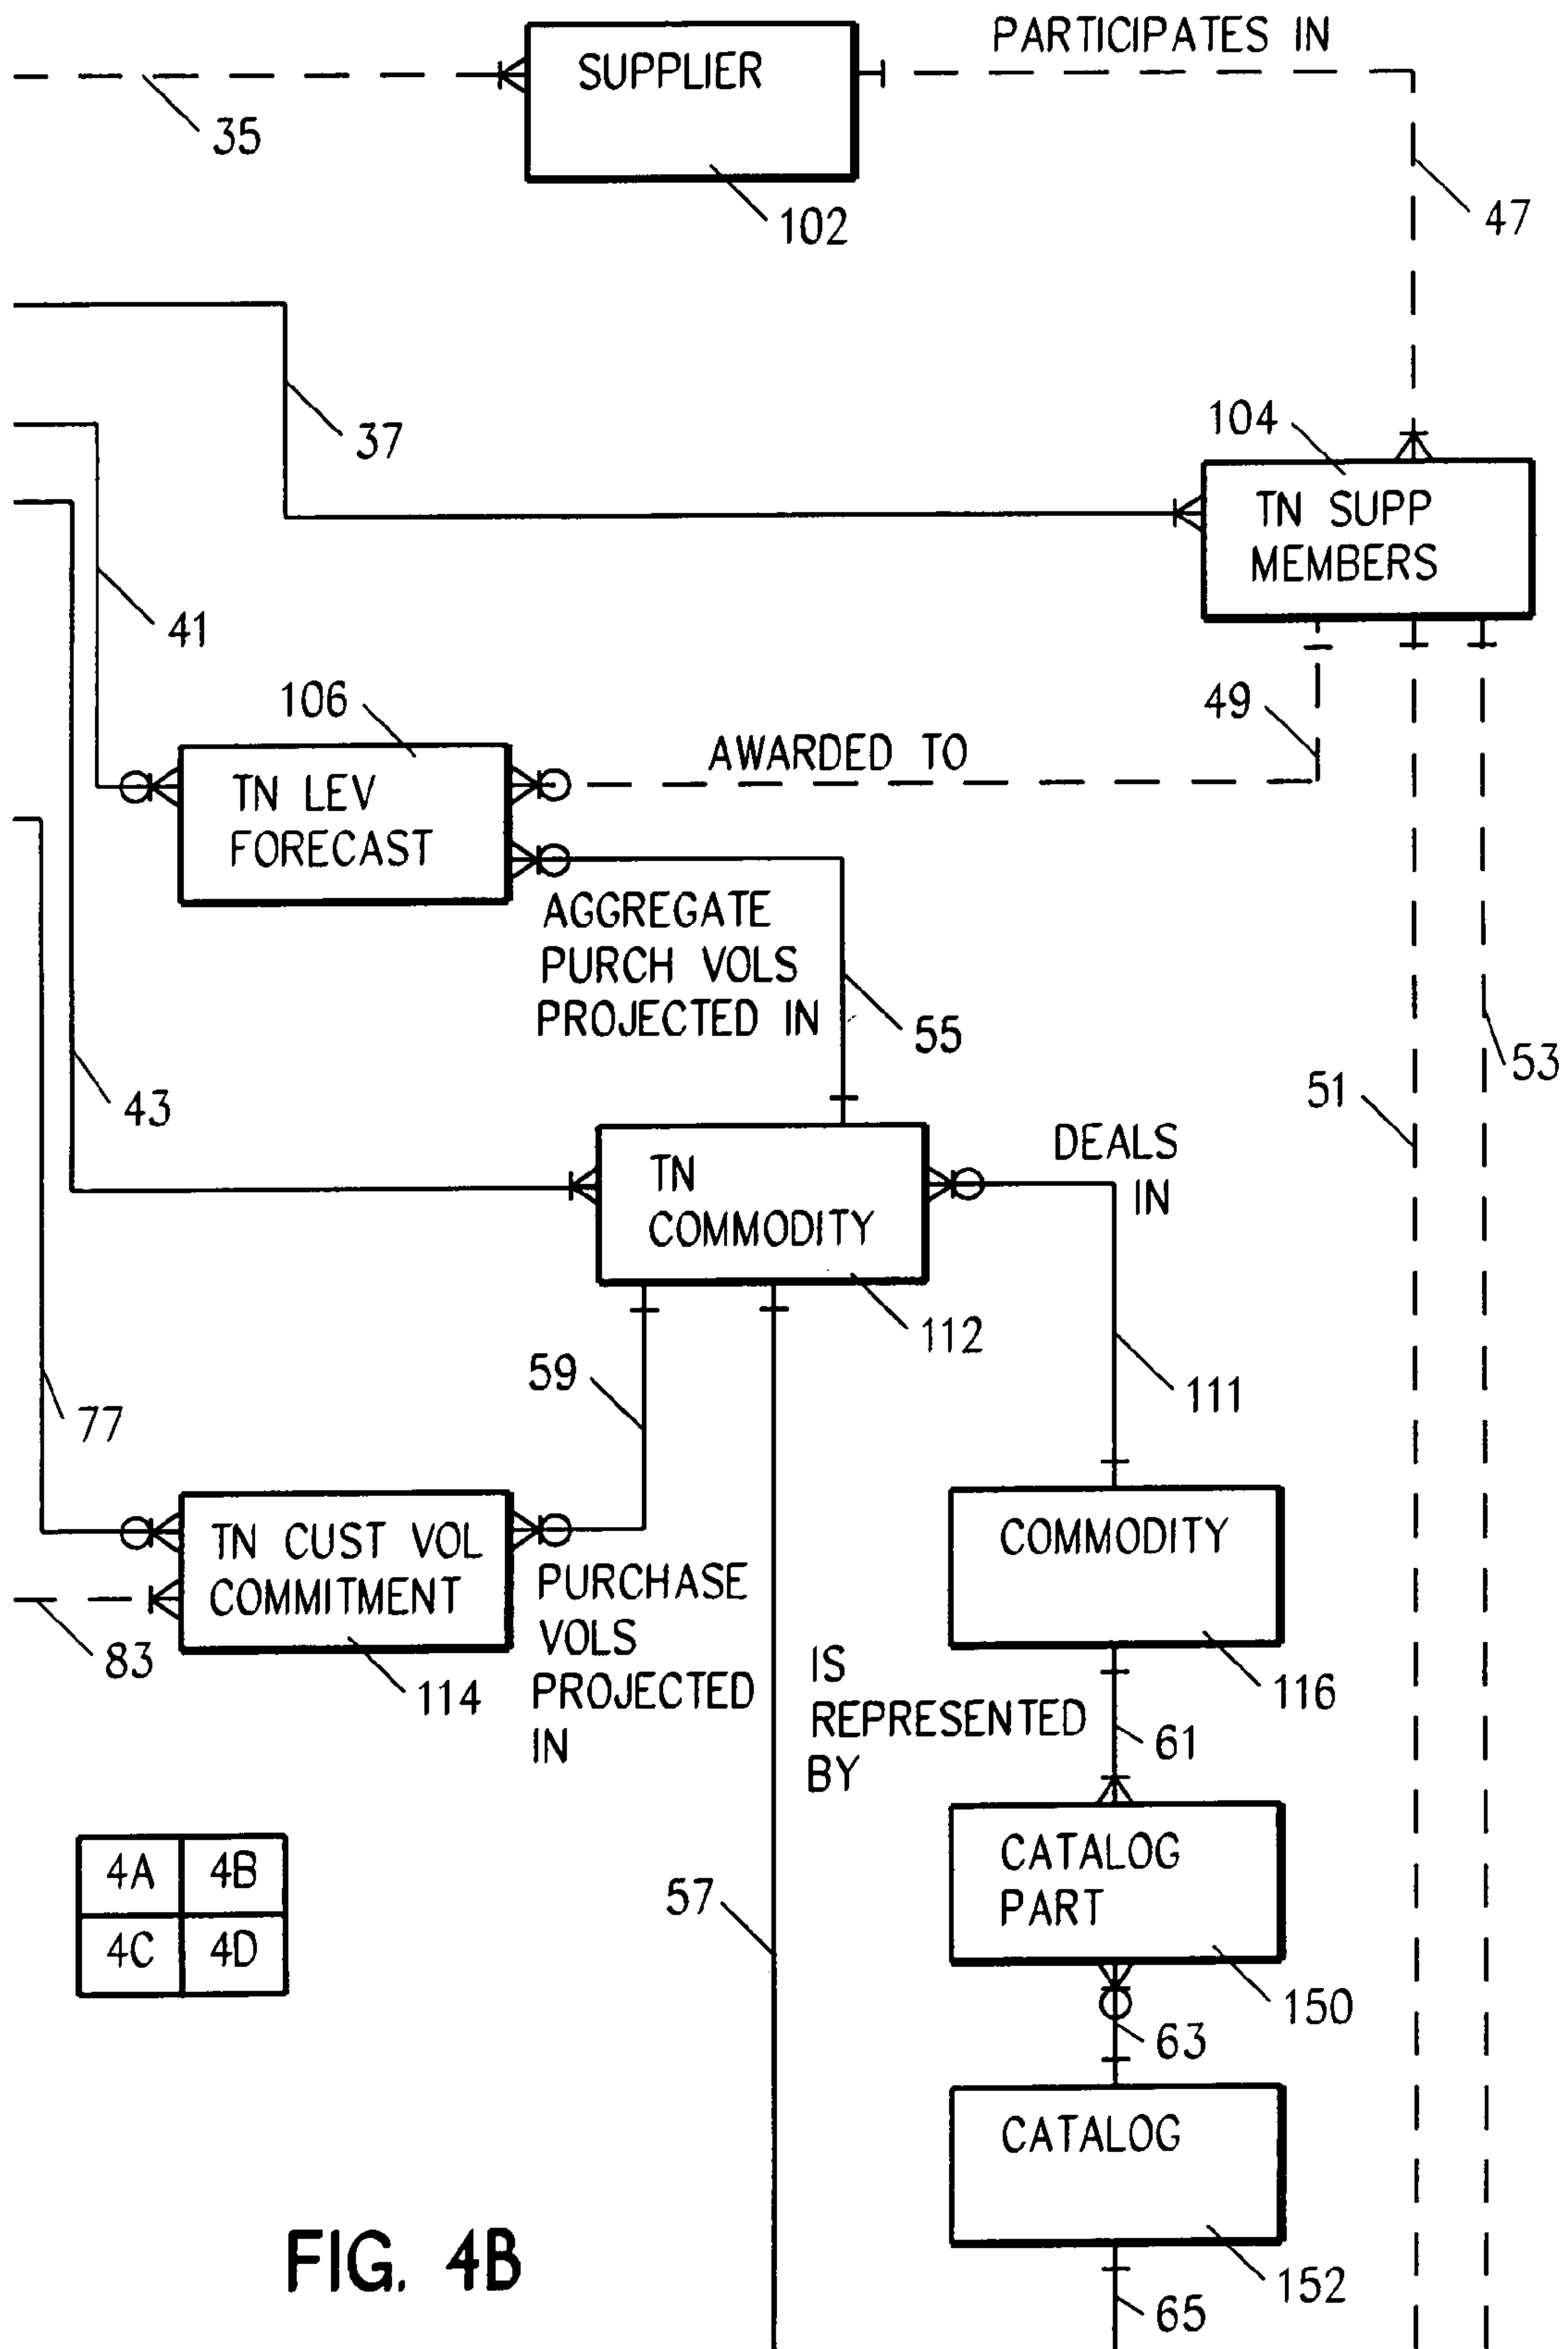 PARTICIPATES IN
SUPPLIER
35
102
47
37
104
TN SUPP
MEMBERS
41
106
49
AWARDED TO
TN LEV
FORECAST
AGGREGATE
PURCH VOLS
PROJECTED IN
55
53
51
43
DEALS
IN
TN
COMMODITY
112
59
111
77
TN CUST VOL
COMMITMENT
COMMODITY
PURCHASE
VOLS
PROJECTED
IN
83
114
IS
REPRESENTED
BY
116
61
4A 4B
4C 4D
CATALOG
PART
57
150
63
CATALOG
FIG. 4B
152
65